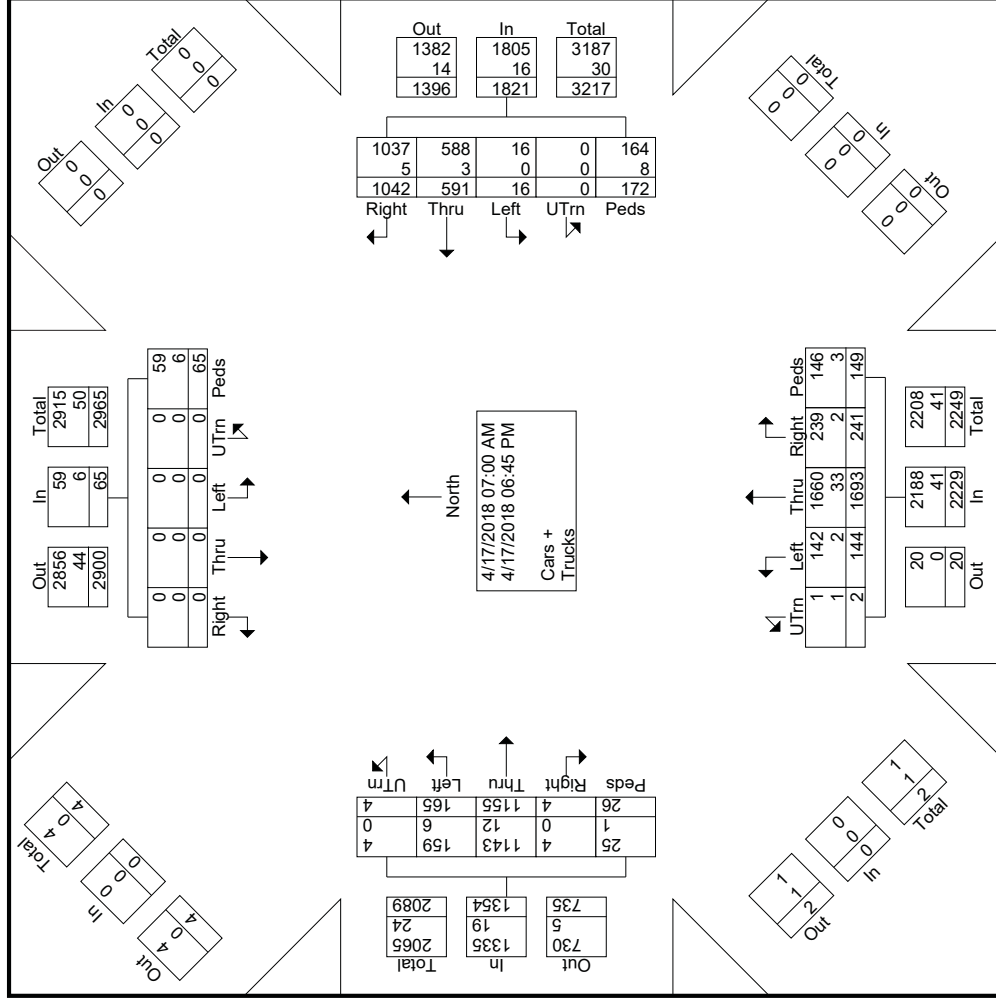 Out In Total
1382 1805 3187
14 16 30
1396 1821 3217
1037 588 16 0 164
5 3 0 0 8
1042 591 16 0 172
Right Thru Left UTrn Peds
Out In Total
0 0 0
0 0 0
0 0 0
Total In Out
0 0 0
0 0 0
0 0 0
Out In Total
2856 59 2915
44 6 50
2900 65 2965
0 0 0 0 59
0 0 0 0 6
0 0 0 0 65
Right Thru Left UTrn Peds
North
4/17/2018 07:00 AM
4/17/2018 06:45 PM
Cars +
Trucks
UTrn Left Thru Right Peds
1 142 1660 239 146
1 2 33 2 3
2 144 1693 241 149
20 2188 2208
0 41 41
20 2229 2249
Out In Total
UTrn Left Thru Right Peds
4 165 1155 4 26
0 6 12 0 1
4 159 1143 4 25
2089 1354 735
24 19 5
2065 1335 730
Total In Out
Total In Out
4 0 4
0 0 0
4 0 4
1 0 1
1 0 1
2 0 2
Out In Total